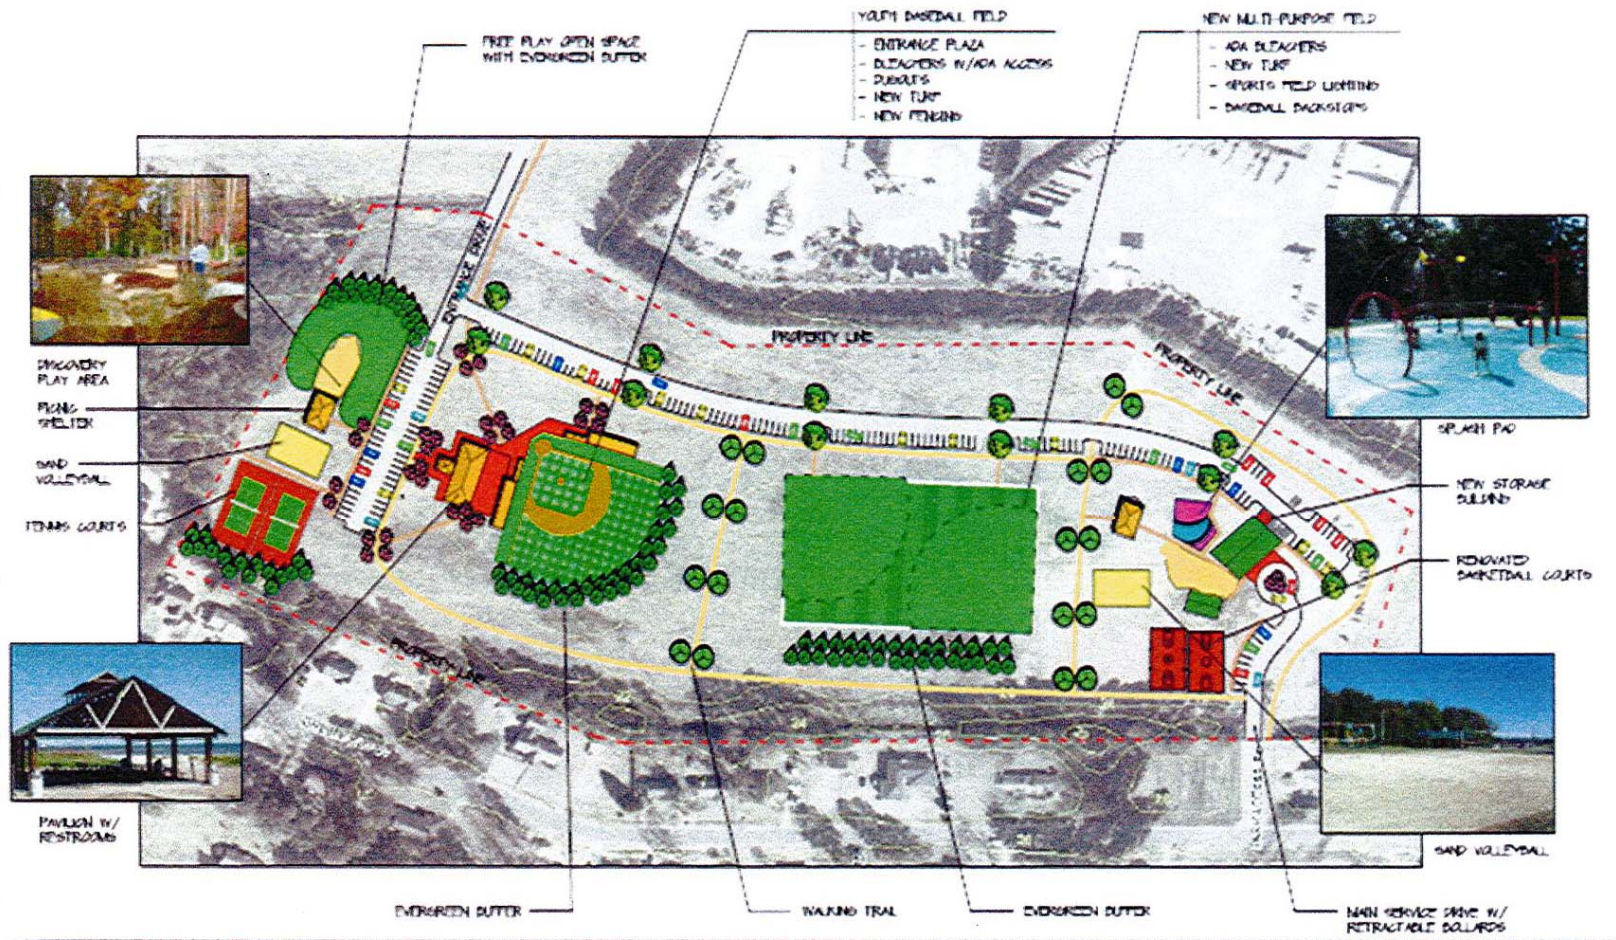 FREE PLAY OPEN SPACE
WITH EVERGREEN BUFFER
YOUTH BASEBALL FIELD
- ENTRANCE PLAZA
- BLEACHERS W/ADA ACCESS
- DUGOUTS
- NEW TURF
- NEW FENCING
NEW MULTI-PURPOSE FIELD
- ADA BLEACHERS
- NEW TURF
- SPORTS FIELD LIGHTING
- BASEBALL BACKSTOPS
ENTRANCE DRIVE
PROPERTY LINE
PROPERTY LINE
DISCOVERY
PLAY AREA
PICNIC
SHELTER
SAND
VOLLEYBALL
TENNIS COURTS
SPLASH PAD
NEW STORAGE
BUILDING
RENOVATED
BASKETBALL COURTS
PROPERTY LINE
PAVILION W/
RESTROOMS
SAND VOLLEYBALL
EVERGREEN BUFFER
WALKING TRAIL
EVERGREEN BUFFER
MAIN SERVICE DRIVE W/
RETRACTABLE BOLLARDS